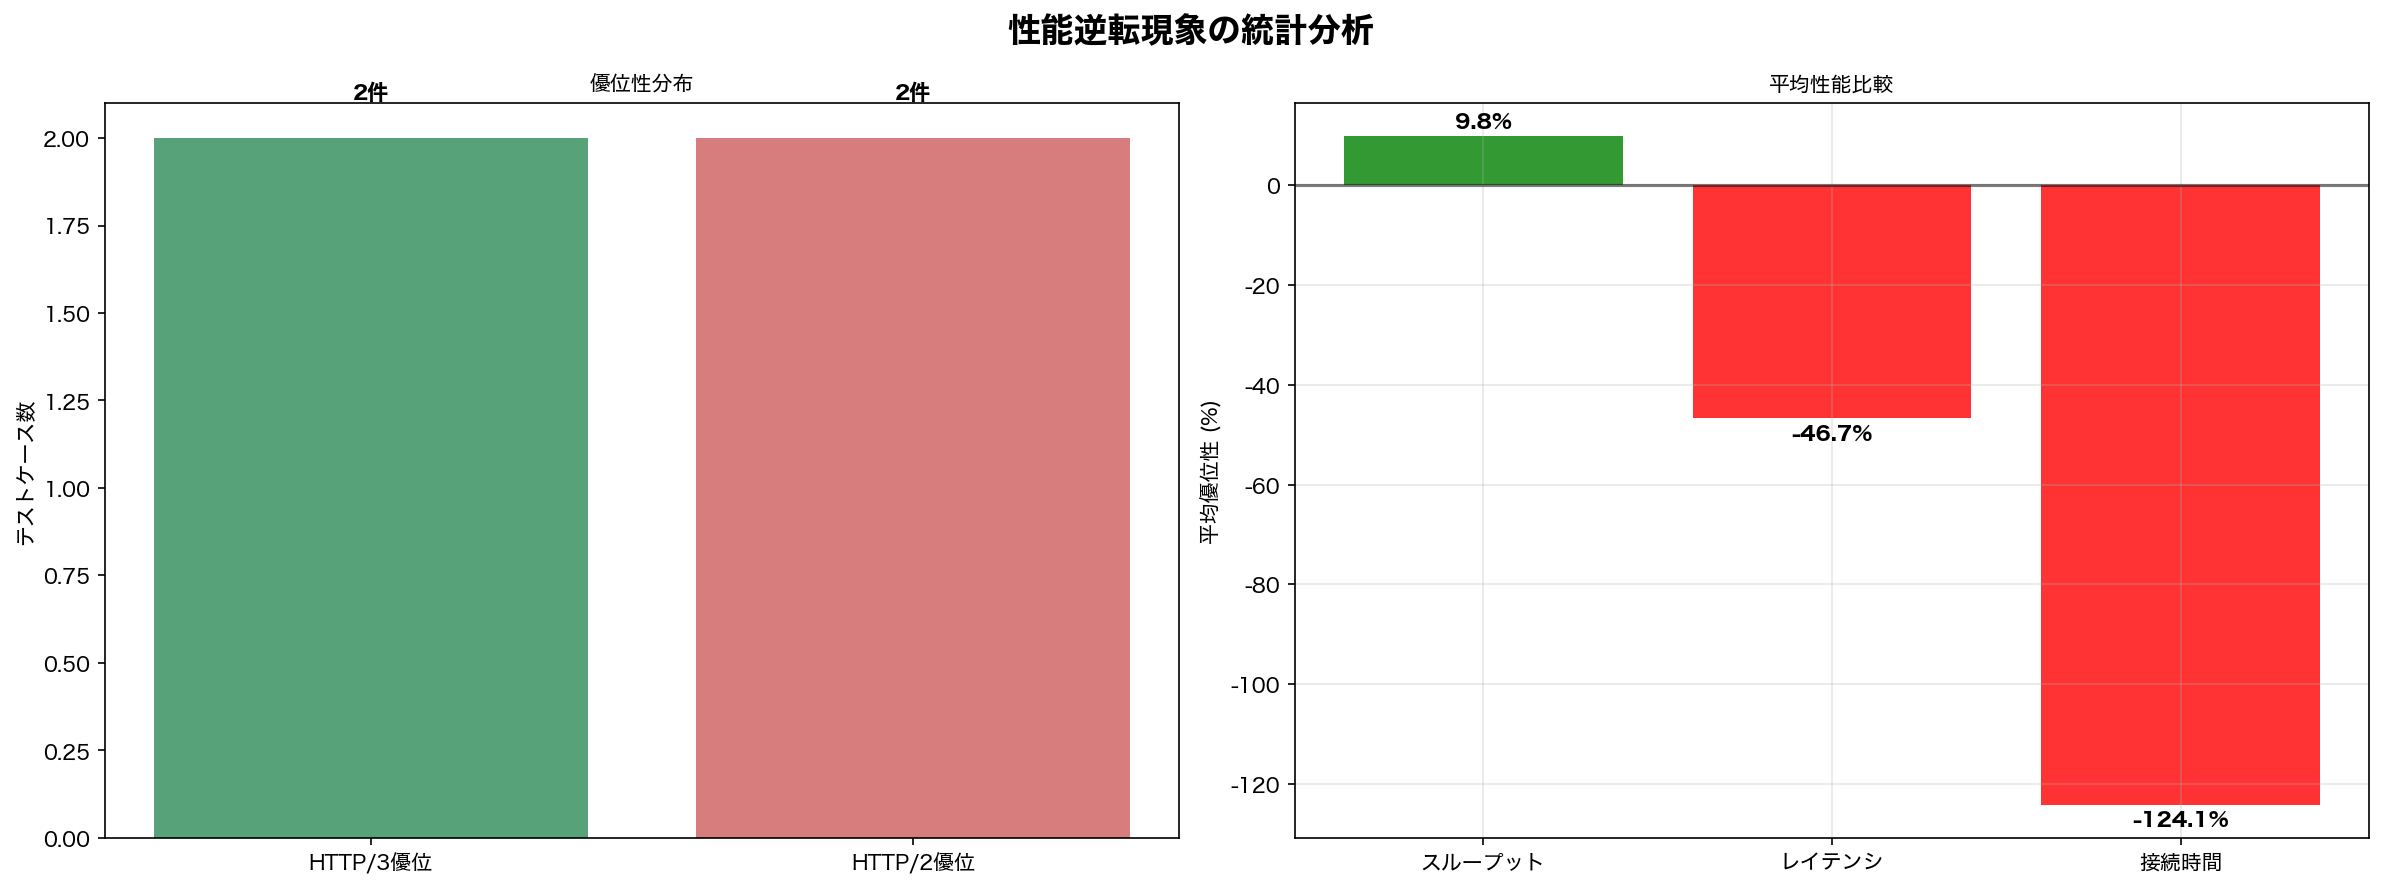 性能逆転現象の統計分析
優位性分布
2件
2件
テストケース数
2.00
1.75
1.50
1.25
1.00
0.75
0.50
0.25
0.00
HTTP/3優位
HTTP/2優位
平均性能比較
平均優位性 (%)
0
-20
-40
-60
-80
-100
-120
9.8%
-46.7%
-124.1%
スループット
レイテンシ
接続時間